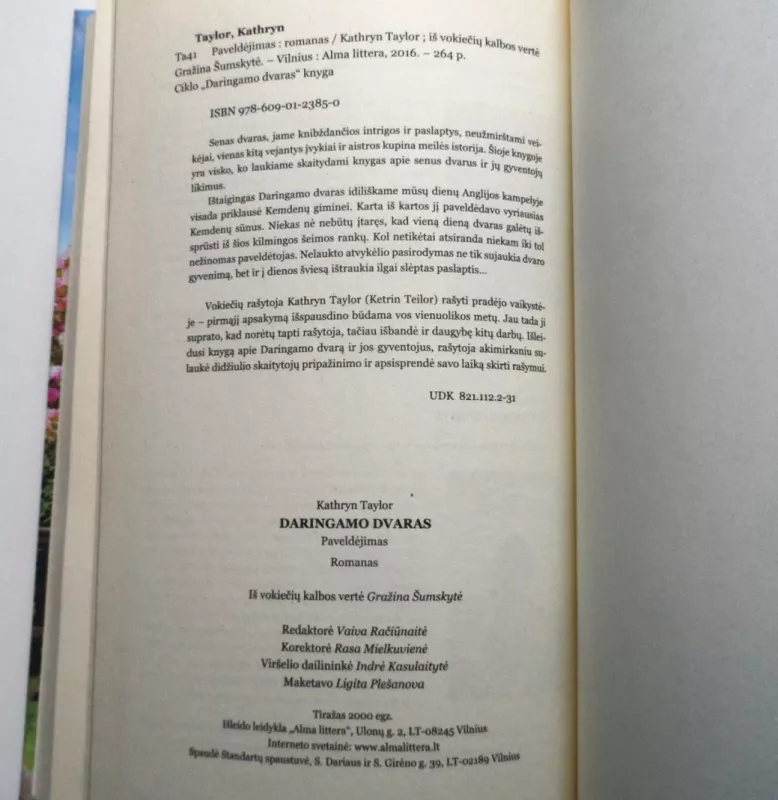 Taylor, Kathryn
Ta41 Paveldėjimas : romanas / Kathryn Taylor ; iš vokiečių kalbos vertė
Gražina Šumskytė. – Vilnius : Alma littera, 2016. – 264 p.
Ciklo „Daringamo dvaras“ knyga
ISBN 978-609-01-2385-0
Senas dvaras, jame knibždančios intrigos ir paslaptys, neužmirštami vei-
kėjai, vienas kitą vejantys įvykiai ir aistros kupina meilės istorija. Šioje knygoje
yra visko, ko laukiame skaitydami knygas apie senus dvarus ir jų gyventojų
likimus.
Ištaigingas Daringamo dvaras idiliškame mūsų dienų Anglijos kampelyje
visada priklausė Kemdenų giminei. Karta iš kartos jį paveldėdavo vyriausias
Kemdenų sūnus. Niekas nė nebūtų įtaręs, kad vieną dieną dvaras galėtų iš-
sprūsti iš šios kilmingos šeimos rankų. Kol netikėtai atsiranda niekam iki tol
nežinomas paveldėtojas. Nelaukto atvykėlio pasirodymas ne tik sujaukia dvaro
gyvenimą, bet ir į dienos šviesą ištraukia ilgai slėptas paslaptis...
Vokiečių rašytoja Kathryn Taylor (Ketrin Teilor) rašyti pradėjo vaikystė-
je – pirmąjį apsakymą išspausdino būdama vos vienuolikos metų. Jau tada ji
suprato, kad norėtų tapti rašytoja, tačiau išbandė ir daugybę kitų darbų. Išlei-
dusi knygą apie Daringamo dvarą ir jos gyventojus, rašytoja akimirksniu su-
laukė didžiulio skaitytojų pripažinimo ir apsisprendė savo laiką skirti rašymui.
UDK 821.112.2-31
Kathryn Taylor
DARINGAMO DVARAS
Paveldėjimas
Romanas
Iš vokiečių kalbos vertė Gražina Šumskytė
Redaktorė Vaiva Račiūnaitė
Korektorė Rasa Mielkuvienė
Viršelio dailininkė Indrė Kasulaitytė
Maketavo Ligita Plešanova
Tiražas 2000 egz.
Išleido leidykla „Alma littera“, Ulonų g. 2, LT-08245 Vilnius
Interneto svetainė: www.almalittera.lt
Spaudė Standartų spaustuvė, S. Dariaus ir S. Girėno g. 39, LT-02189 Vilnius